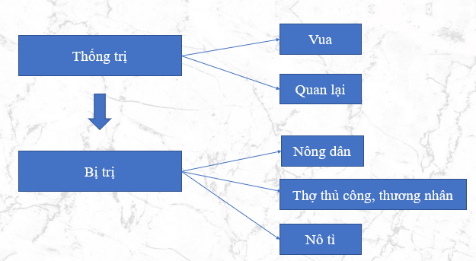 Thống trị
Vua
Quan lại
Bị trị
Nông dân
Thợ thủ công, thương nhân
Nô tì